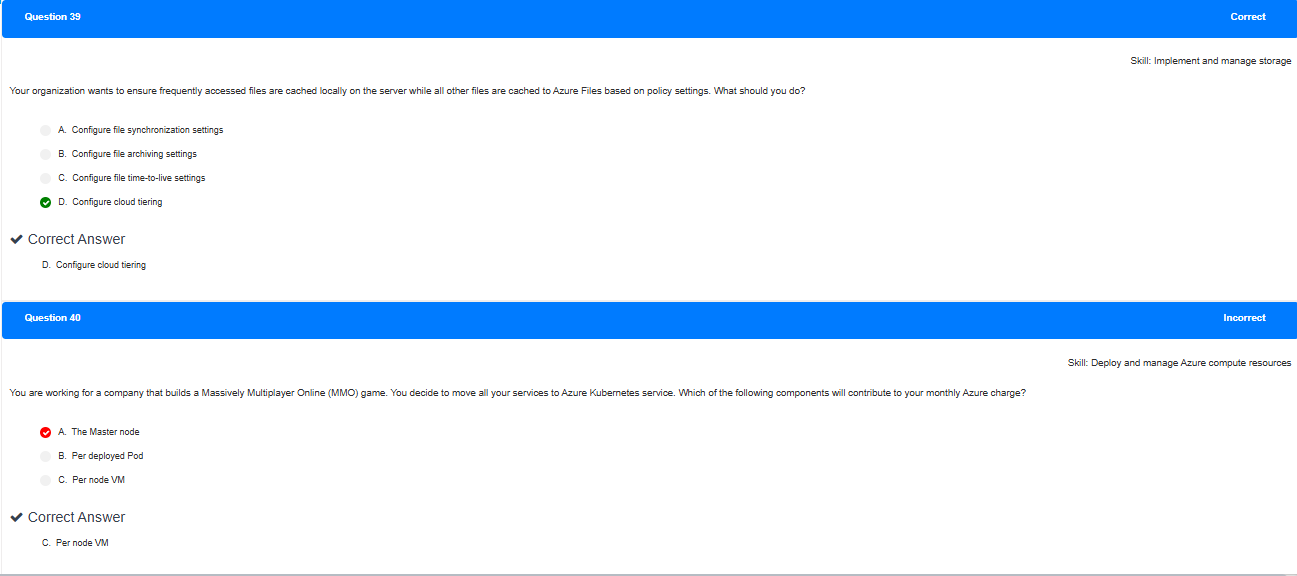 Question 39 Correct
Skill: Implement and manage storage
Your organization wants to ensure frequently accessed files are cached locally on the server while all other files are cached to Azure Files based on policy settings. What should you do?
A. Configure file synchronization settings
B. Configure file archiving settings
C. Configure file time-to-live settings
D. Configure cloud tiering
Correct Answer
D. Configure cloud tiering
Question 40 Incorrect
Skill: Deploy and manage Azure compute resources
You are working for a company that builds a Massively Multiplayer Online (MMO) game. You decide to move all your services to Azure Kubernetes service. Which of the following components will contribute to your monthly Azure charge?
A. The Master node
B. Per deployed Pod
C. Per node VM
Correct Answer
C. Per node VM